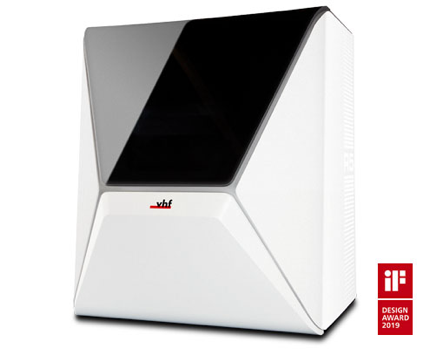 vhf
iF
DESIGN
AWARD
2019